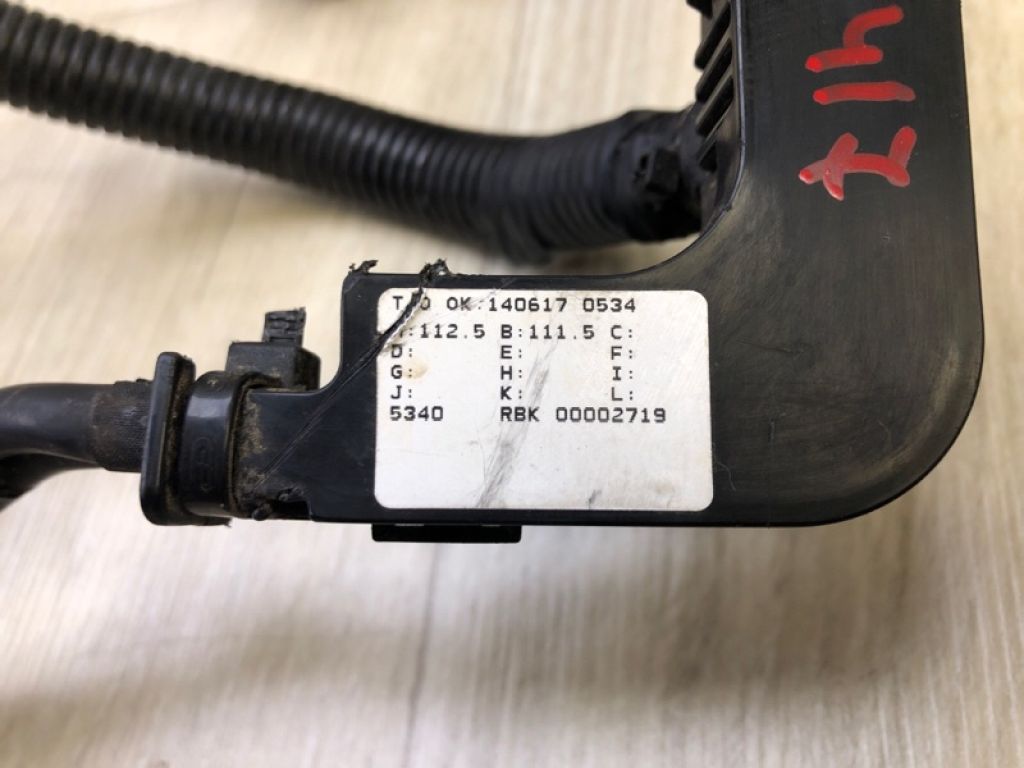 OK:140617 0534
:112.5 B:111.5 C:
D: E: F:
G: H: I:
J: K: L:
5340 RBK 00002719